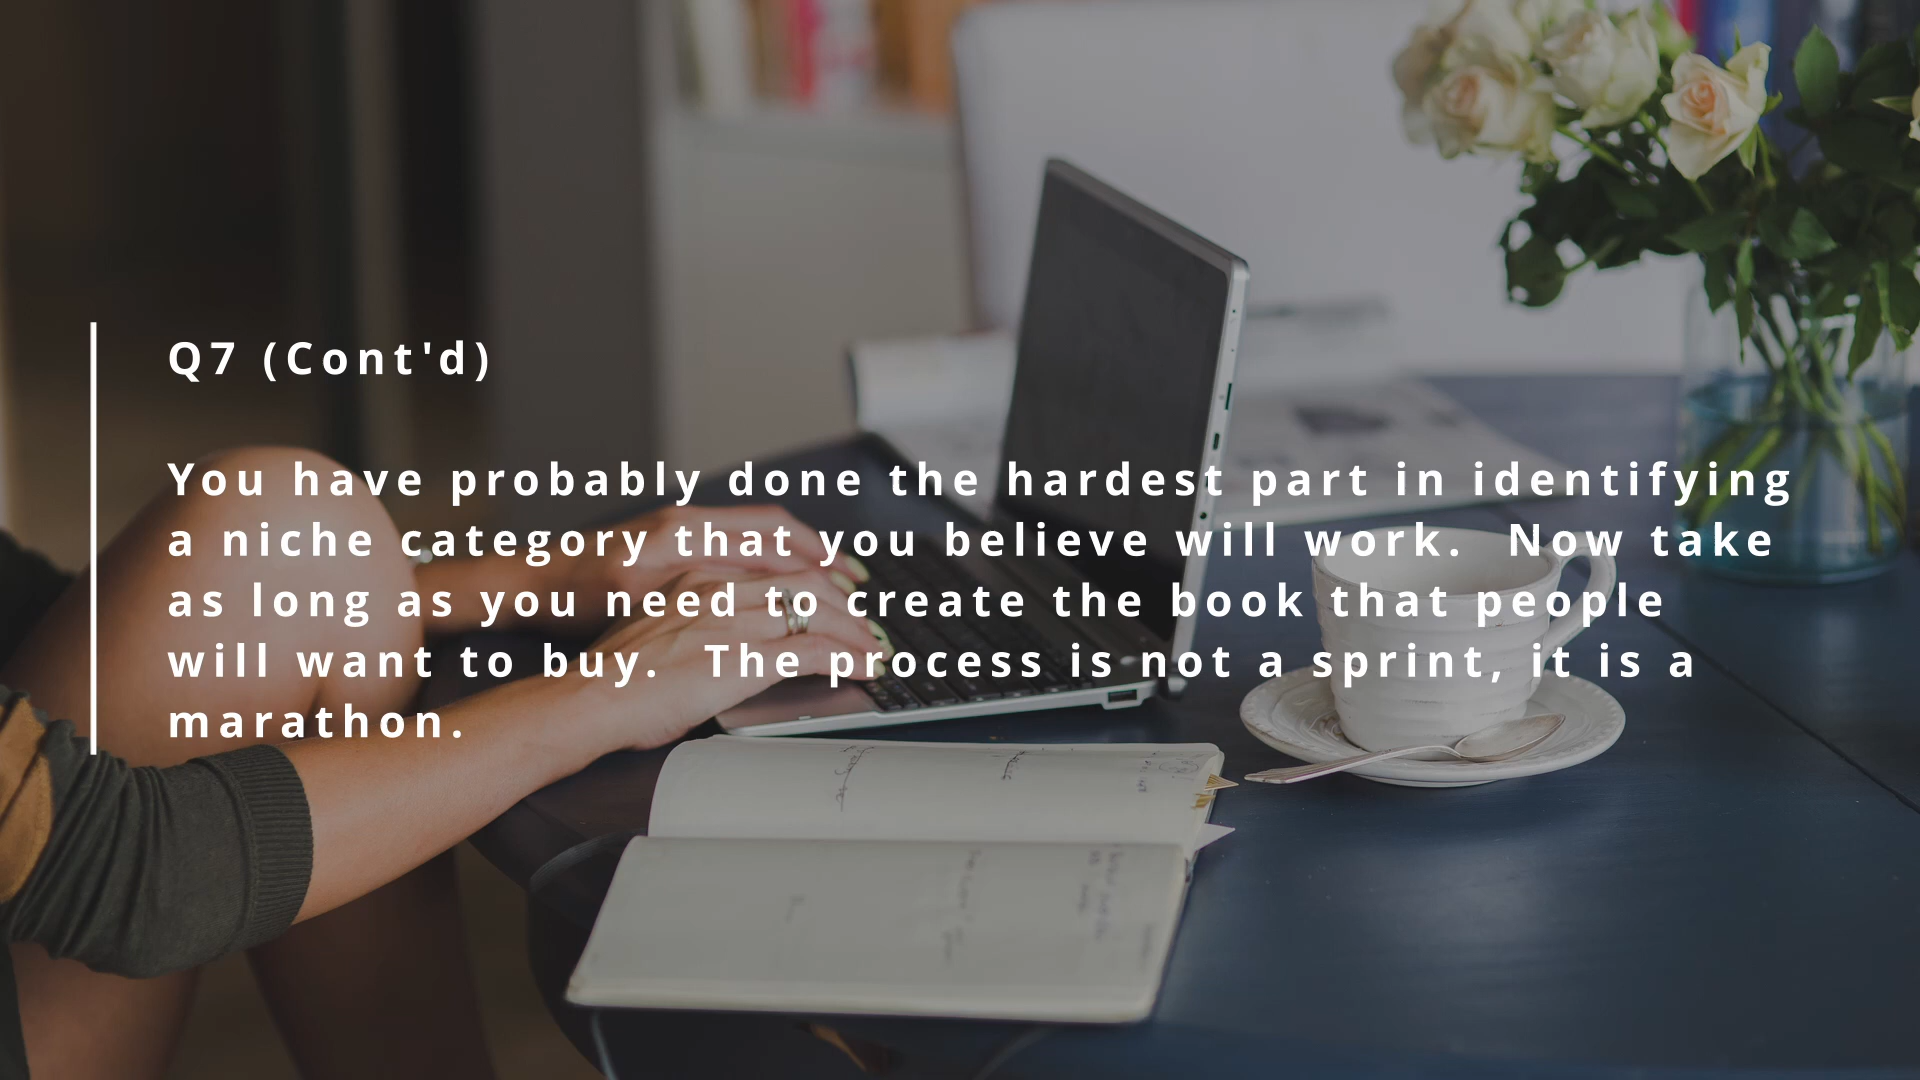 Q7 (Cont'd)
You have probably done the hardest part in identifying
a niche category that you believe will work.  Now take
as long as you need to create the book that people
will want to buy.  The process is not a sprint, it is a
marathon.